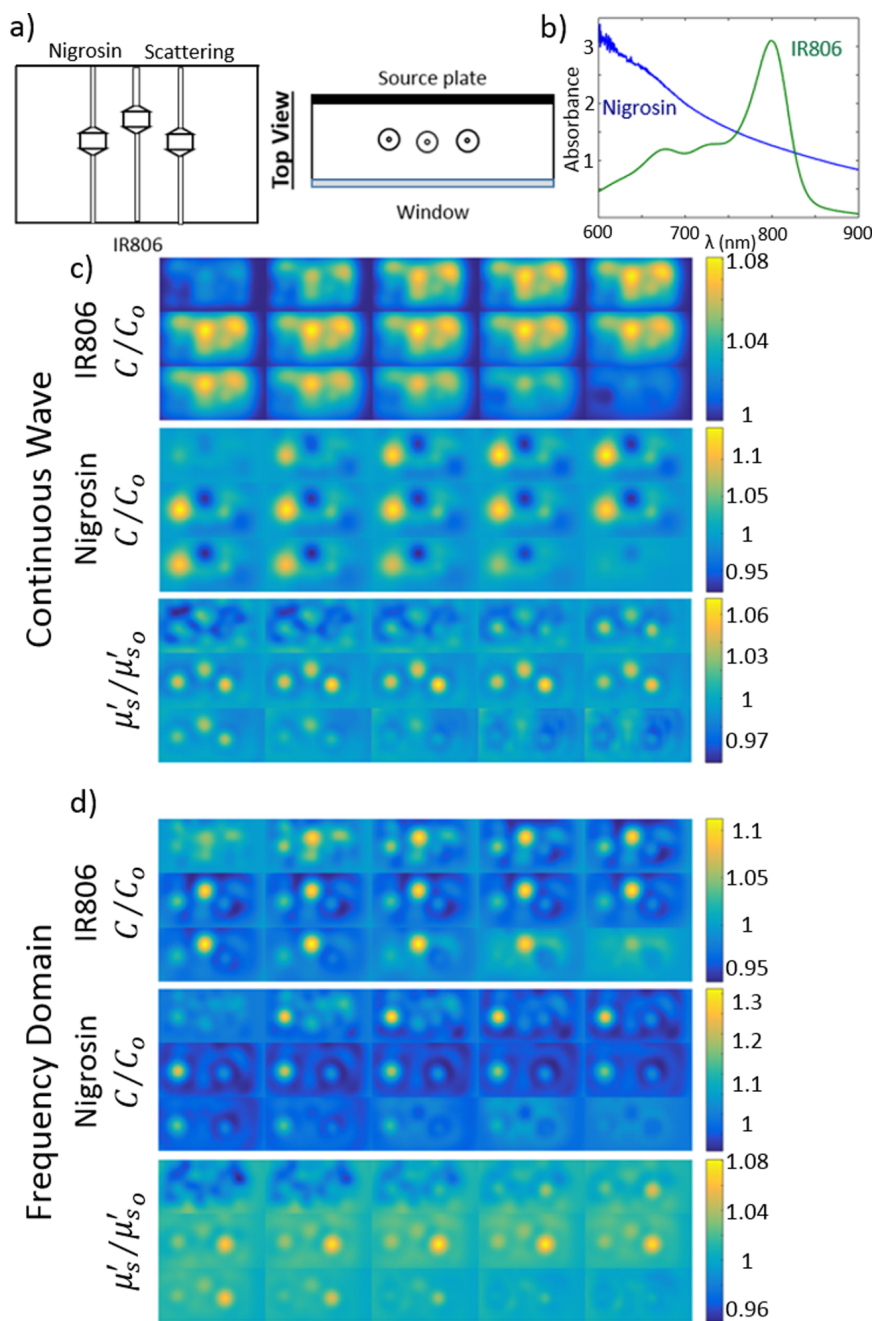 a)
Nigrosin Scattering
IR806
Top View
Source plate
Window
b)
Absorbance
3
2
1
Nigrosin
IR806
600 700 800 900
λ (nm)
c)
Continuous Wave
IR806
C/Cₒ
1.08
1.04
1
Nigrosin
C/Cₒ
1.1
1.05
1
0.95
μ′ₛ/μ′ₛₒ
1.06
1.03
1
0.97
d)
Frequency Domain
IR806
C/Cₒ
1.1
1.05
1
0.95
Nigrosin
C/Cₒ
1.3
1.2
1.1
1
μ′ₛ/μ′ₛₒ
1.08
1.04
1
0.96